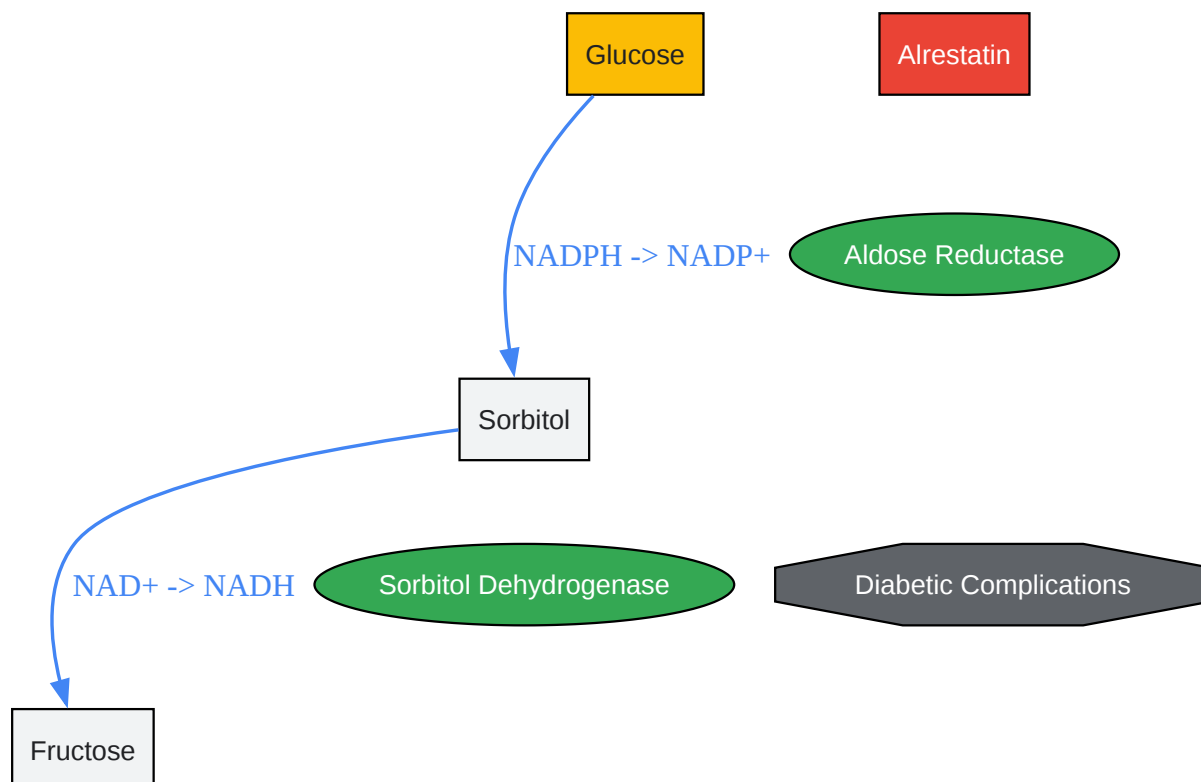 Glucose
Alrestatin
NADPH -> NADP+
Aldose Reductase
Sorbitol
NAD+ -> NADH
Sorbitol Dehydrogenase
Diabetic Complications
Fructose